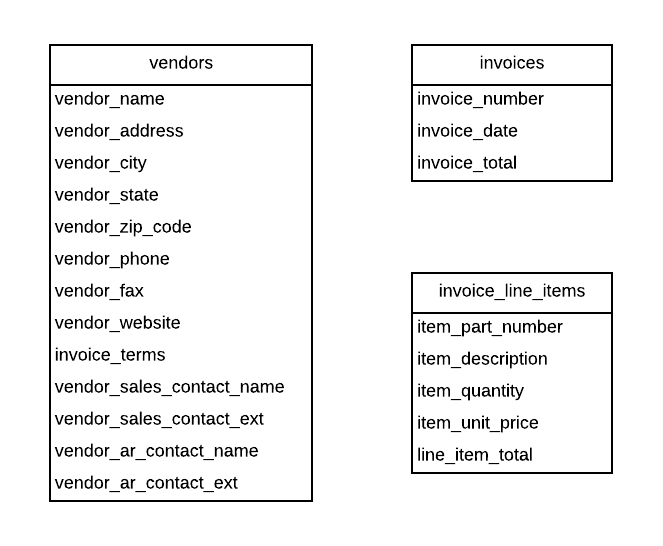 vendors
vendor_name
vendor_address
vendor_city
vendor_state
vendor_zip_code
vendor_phone
vendor_fax
vendor_website
invoice_terms
vendor_sales_contact_name
vendor_sales_contact_ext
vendor_ar_contact_name
vendor_ar_contact_ext
invoices
invoice_number
invoice_date
invoice_total
invoice_line_items
item_part_number
item_description
item_quantity
item_unit_price
line_item_total